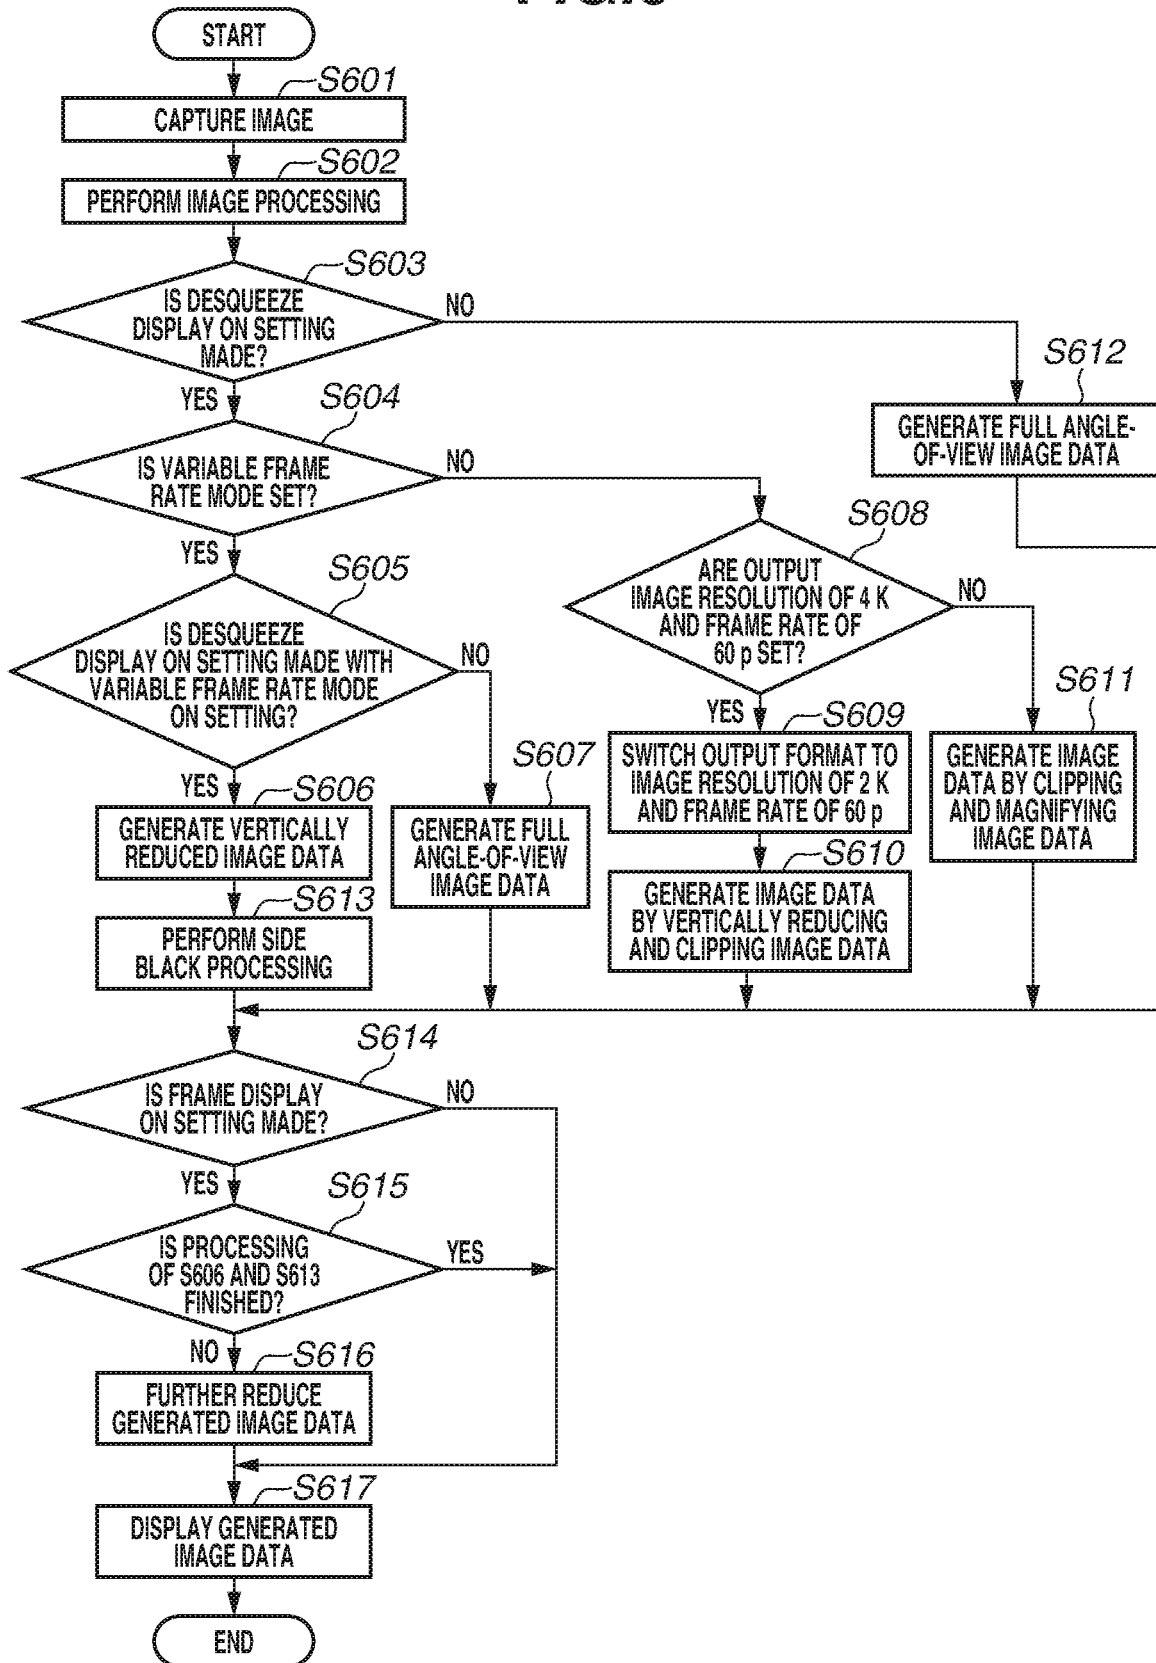 START
S601
CAPTURE IMAGE
S602
PERFORM IMAGE PROCESSING
S603
IS DESQUEEZE
DISPLAY ON SETTING
MADE?
NO
YES
S612
GENERATE FULL ANGLE-
OF-VIEW IMAGE DATA
S604
IS VARIABLE FRAME
RATE MODE SET?
NO
YES
S608
ARE OUTPUT
IMAGE RESOLUTION OF 4 K
AND FRAME RATE OF
60 p SET?
NO
YES
S605
IS DESQUEEZE
DISPLAY ON SETTING MADE WITH
VARIABLE FRAME RATE MODE
ON SETTING?
NO
YES
S606
GENERATE VERTICALLY
REDUCED IMAGE DATA
S613
PERFORM SIDE
BLACK PROCESSING
S607
GENERATE FULL
ANGLE-OF-VIEW
IMAGE DATA
S609
SWITCH OUTPUT FORMAT TO
IMAGE RESOLUTION OF 2 K
AND FRAME RATE OF 60 p
S610
GENERATE IMAGE DATA
BY VERTICALLY REDUCING
AND CLIPPING IMAGE DATA
S611
GENERATE IMAGE
DATA BY CLIPPING
AND MAGNIFYING
IMAGE DATA
S614
IS FRAME DISPLAY
ON SETTING MADE?
NO
YES
S615
IS PROCESSING
OF S606 AND S613
FINISHED?
YES
NO
S616
FURTHER REDUCE
GENERATED IMAGE DATA
S617
DISPLAY GENERATED
IMAGE DATA
END